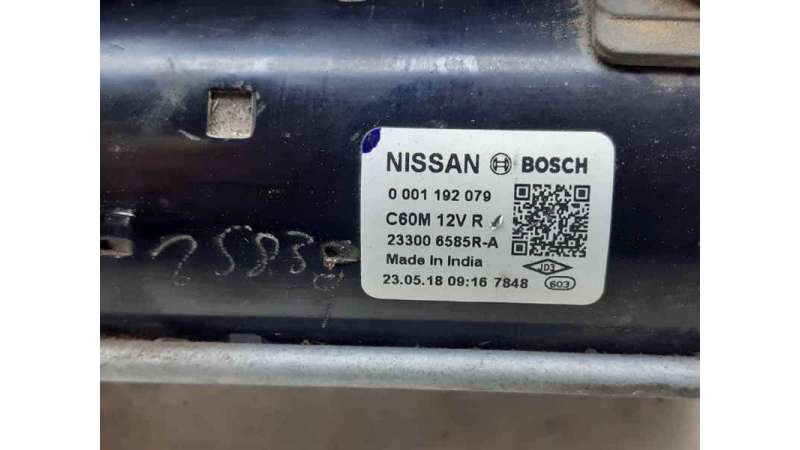 NISSAN BOSCH
0 001 192 079
C60M 12V R
23300 6585R-A
Made In India
JD3
23.05.18 09:16 7848
603